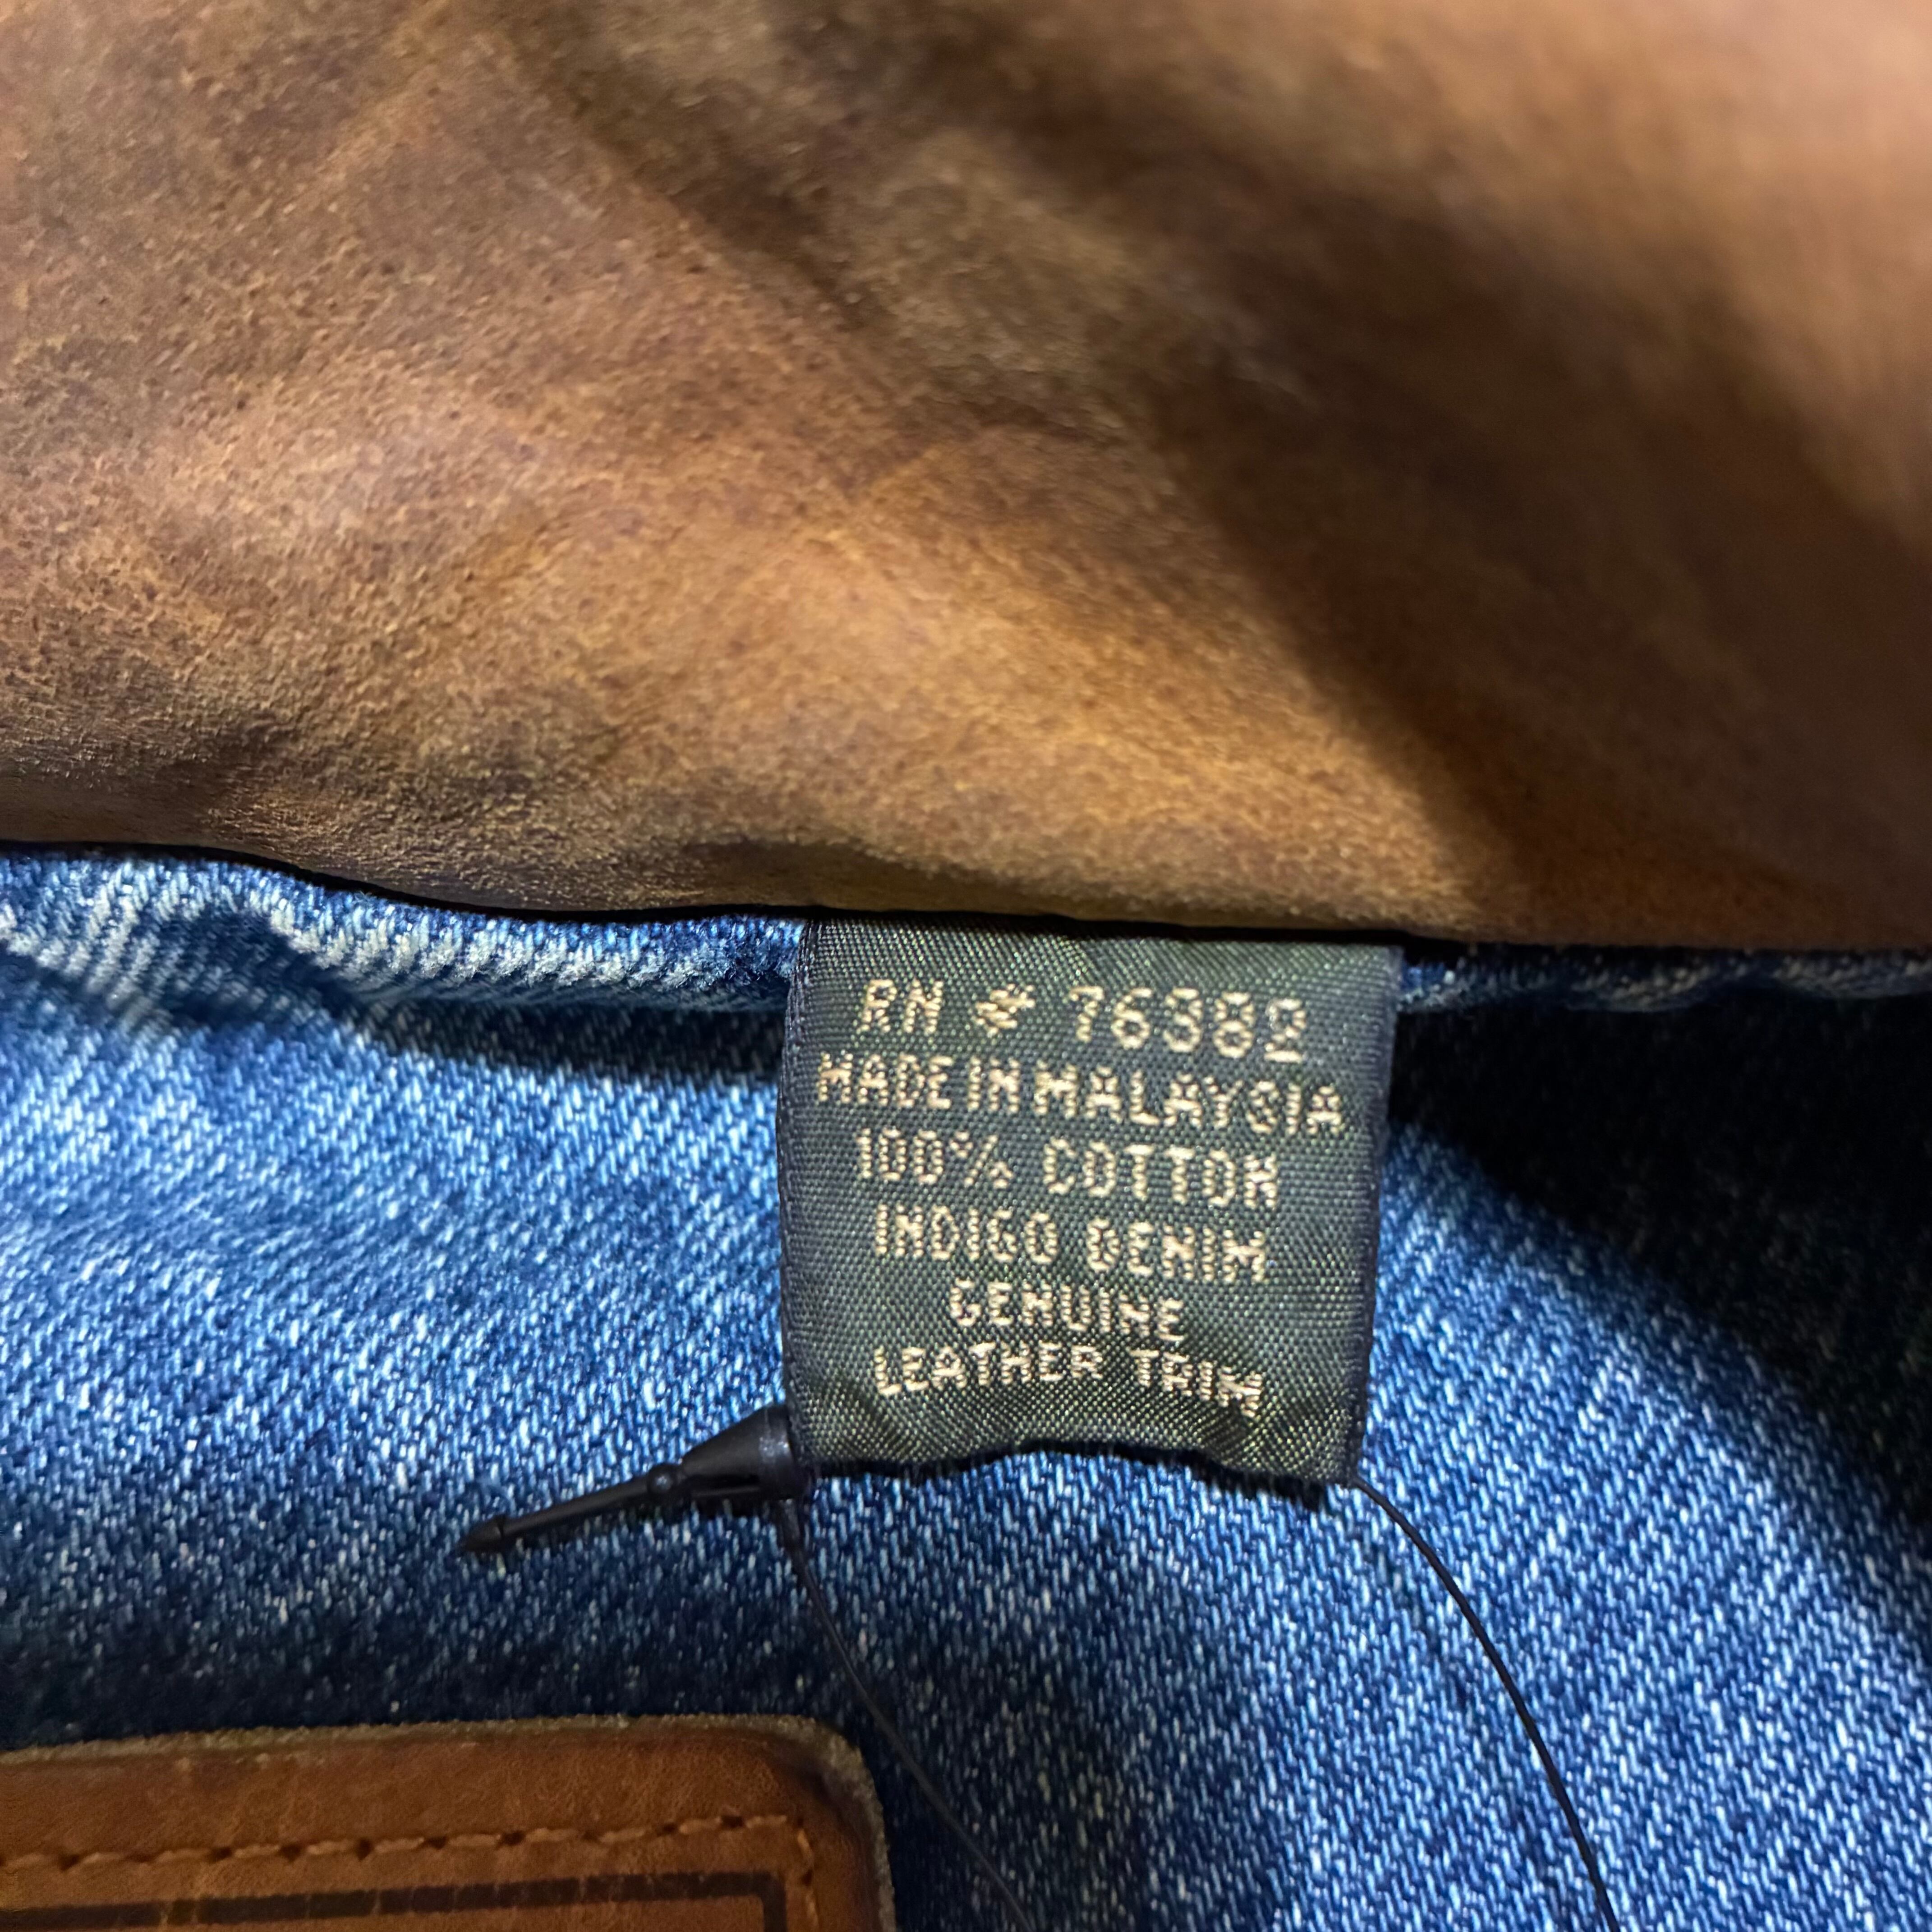 RN # 76382
MADE IN MALAYSIA
100% COTTON
INDIGO DENIM
GENUINE
LEATHER TRIM